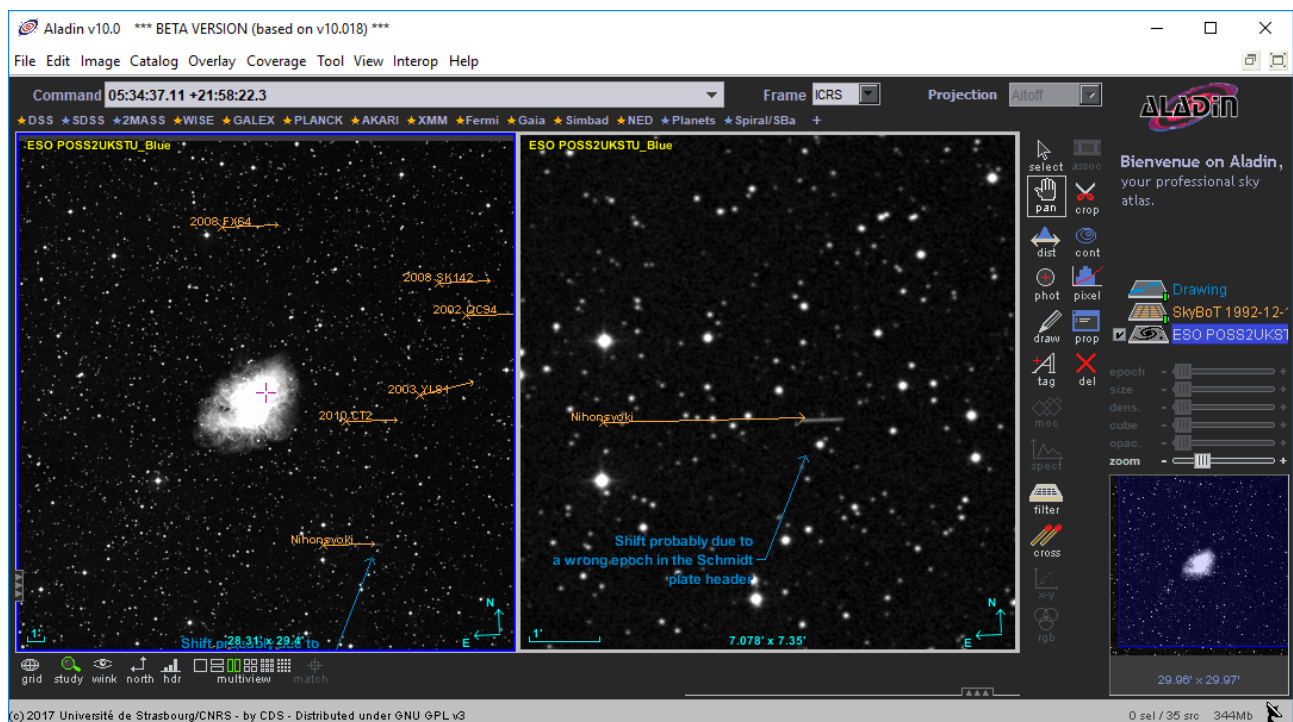 Aladin v10.0 *** BETA VERSION (based on v10.018) ***
File Edit Image Catalog Overlay Coverage Tool View Interop Help
Command 05:34:37.11 +21:58:22.3 Frame ICRS Projection Aitoff
DSS SDSS 2MASS WISE GALEX PLANCK AKARI XMM Fermi Gaia Simbad NED Planets Spiral/SBa +
ALADIN
Bienvenue on Aladin,
your professional sky
atlas.
ESO POSS2UKSTU_Blue
2008 FX64
2008 SK142
2002 QC94
2003 YL84
2010 CT2
Nihonsyoki
1'
28.31' x 29.4'
N
E
ESO POSS2UKSTU_Blue
Nihonsyoki
Shift probably due to
a wrong epoch in the Schmidt
plate header
1'
7.078' x 7.35'
N
E
select assoc
pan crop
dist cont
phot pixel
draw prop
tag del
moc
spect
filter
cross
x-y
rgb
Drawing
SkyBoT 1992-12-
ESO POSS2UKST
epoch - +
size - +
dens. - +
cube - +
opac. - +
zoom - +
29.96' x 29.97'
grid study wink north hdr multiview match
(c) 2017 Université de Strasbourg/CNRS - by CDS - Distributed under GNU GPL v3
0 sel / 35 src 344Mb